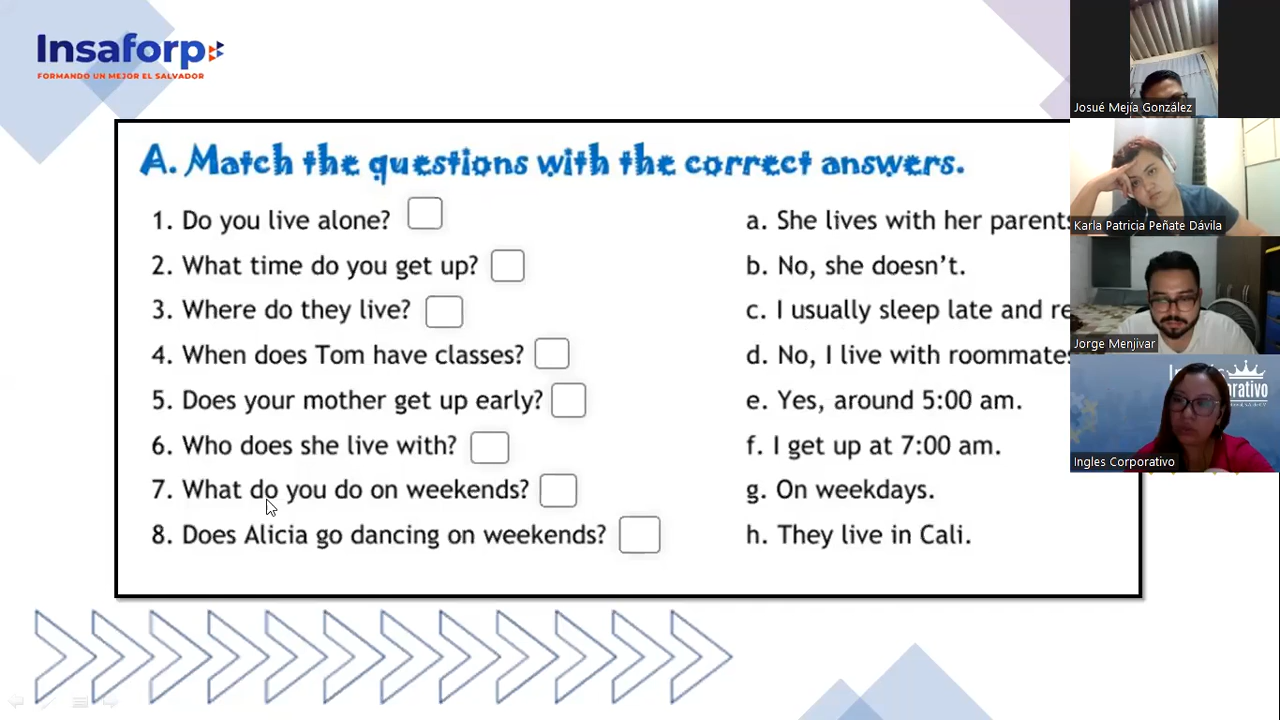 Insaforp
FORMANDO UN MEJOR EL SALVADOR
A. Match the questions with the correct answers.
1. Do you live alone?
2. What time do you get up?
3. Where do they live?
4. When does Tom have classes?
5. Does your mother get up early?
6. Who does she live with?
7. What do you do on weekends?
8. Does Alicia go dancing on weekends?
a. She lives with her parents
b. No, she doesn't.
c. I usually sleep late and
d. No, I live with roommates
e. Yes, around 5:00 am.
f. I get up at 7:00 am.
g. On weekdays.
h. They live in Cali.
Josué Mejía González
Karla Patricia Peñate Dávila
Jorge Menjivar
Ingles Corporativo